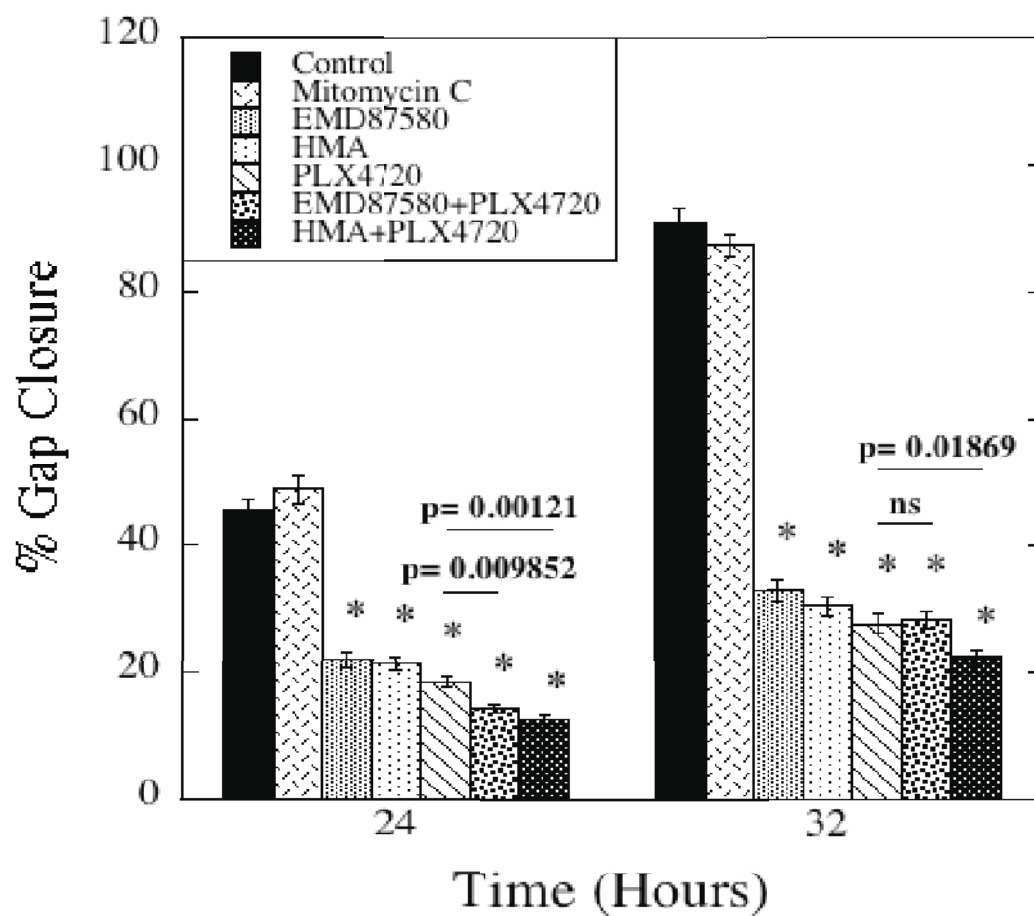 120
100
80
60
40
20
0
% Gap Closure
Control
Mitomycin C
EMD87580
HMA
PLX4720
EMD87580+PLX4720
HMA+PLX4720
p= 0.01869
ns
p= 0.00121
p= 0.009852
* * * * *
* * * * *
24 32
Time (Hours)